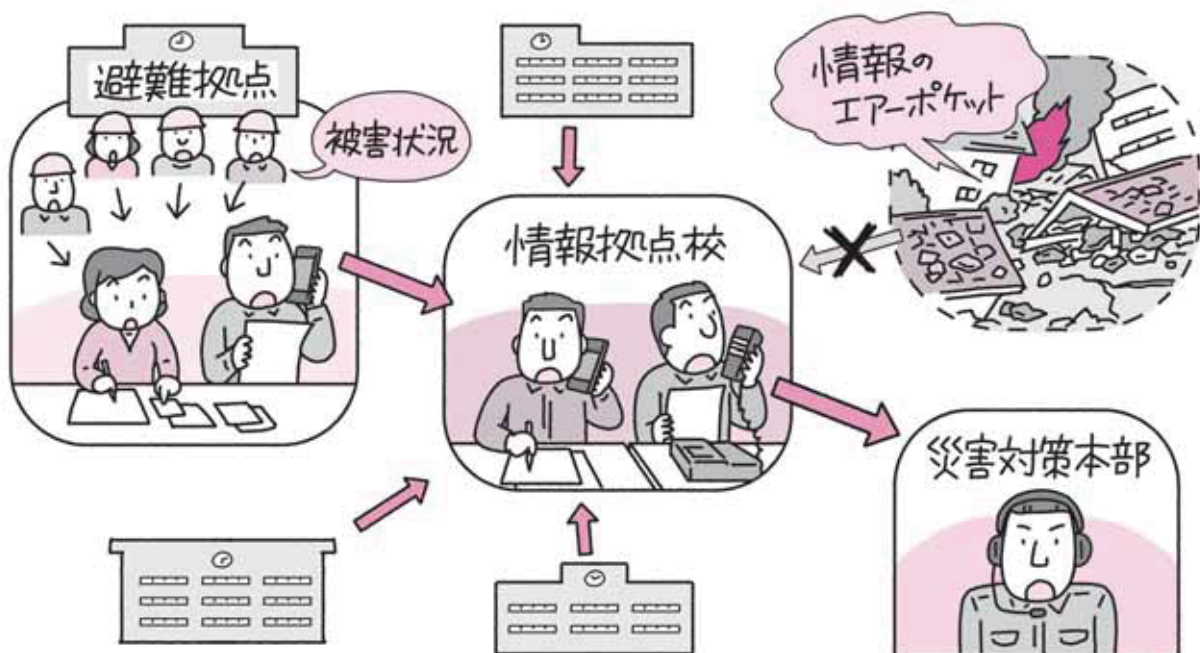 避難拠点
被害状況
情報の
エアーポケット
情報拠点校
災害対策本部